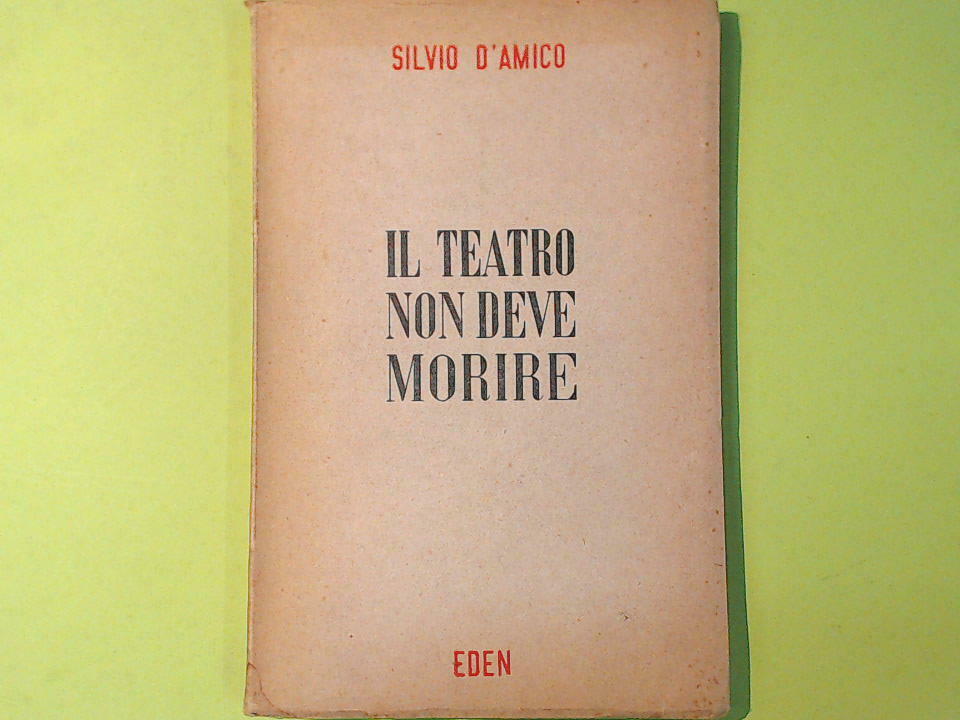 SILVIO D'AMICO
IL TEATRO
NON DEVE
MORIRE
EDEN